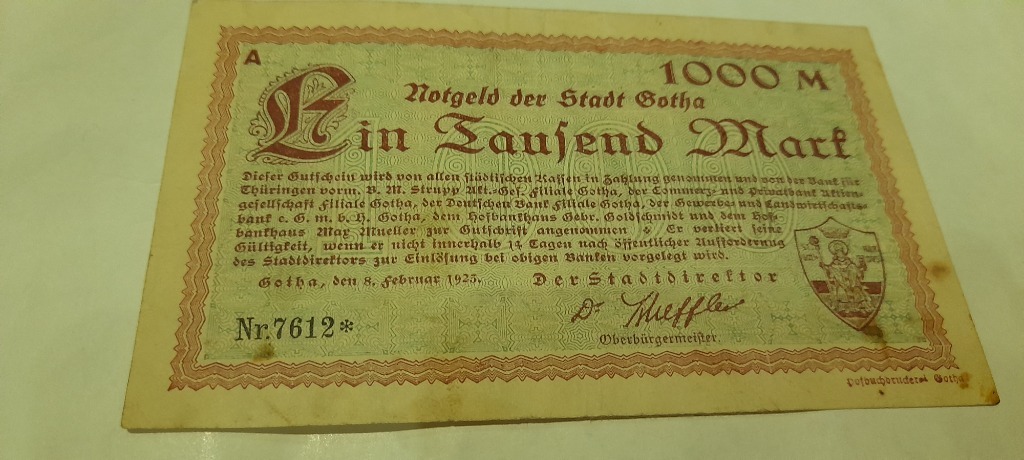 A
1000 M
Notgeld der Stadt Gotha
Ein Tausend Mark
Dieser Gutschein wird von allen städtischen Kassen in Zahlung genommen und von der Bank für
Thüringen vorm. B. M. Strupp Akt.-Ges. Filiale Gotha, der Commerz- und Privatbank Aktien-
gesellschaft Filiale Gotha, der Deutschen Bank Filiale Gotha, der Gewerbe- und Landwirtschafts-
bank e. G. m. b. H. Gotha, dem Hofbankhaus Gebr. Goldschmidt und dem Hof-
bankhaus Max Mueller zur Gutschrift angenommen Er verliert seine
Gültigkeit, wenn er nicht innerhalb 14 Tagen nach öffentlicher Aufforderung
des Stadtdirektors zur Einlösung bei obigen Banken vorgelegt wird.
Gotha, den 8. Februar 1923. Der Stadtdirektor
Nr. 7612*
Dr. Scheffler
Oberbürgermeister.
Hofbuchdruckerei Gotha